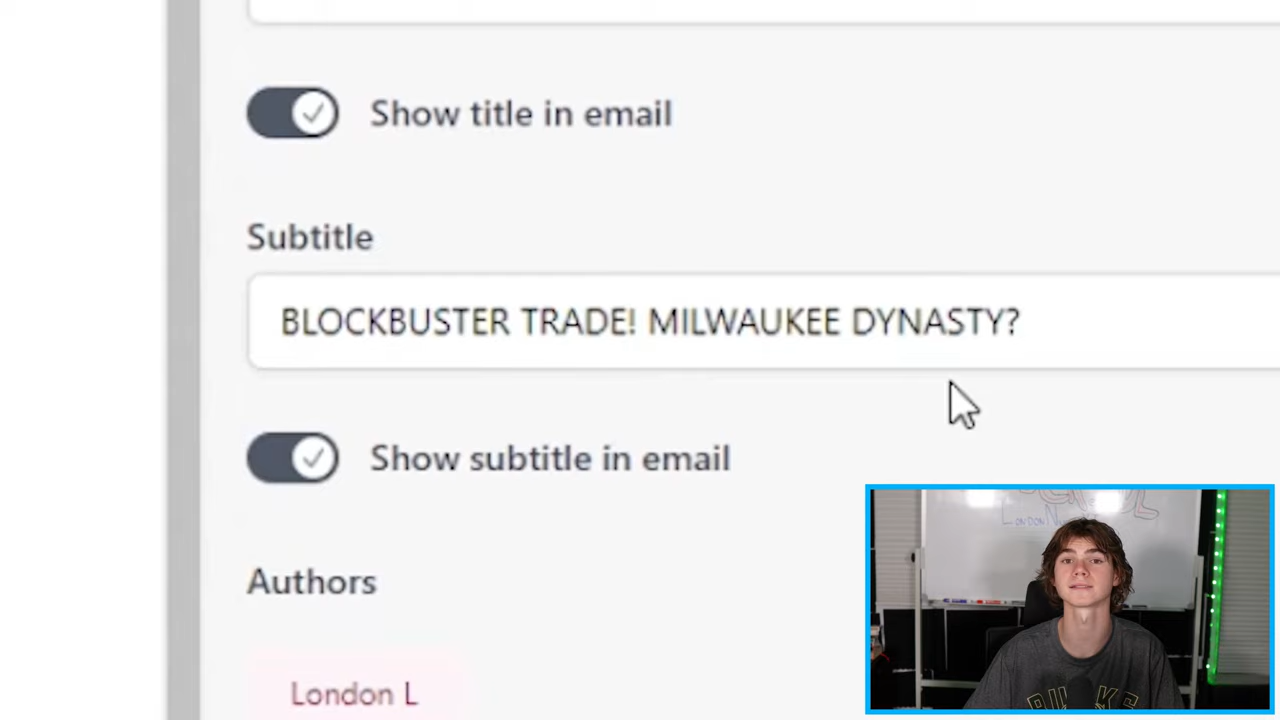 Show title in email
Subtitle
BLOCKBUSTER TRADE! MILWAUKEE DYNASTY?
Show subtitle in email
Authors
London L